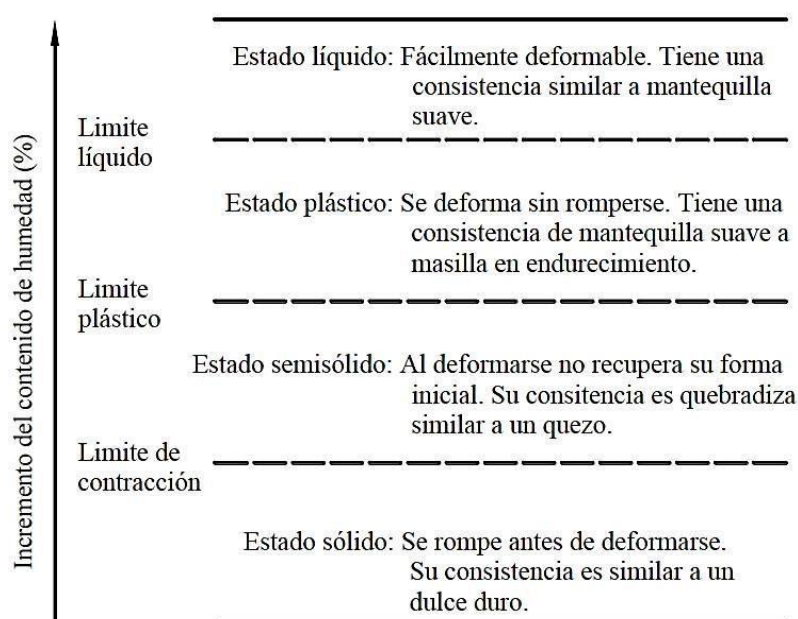 Incremento del contenido de humedad (%)
Estado líquido: Fácilmente deformable. Tiene una
consistencia similar a mantequilla
suave.
Limite
líquido
Estado plástico: Se deforma sin romperse. Tiene una
consistencia de mantequilla suave a
masilla en endurecimiento.
Limite
plástico
Estado semisólido: Al deformarse no recupera su forma
inicial. Su consitencia es quebradiza
similar a un quezo.
Limite de
contracción
Estado sólido: Se rompe antes de deformarse.
Su consistencia es similar a un
dulce duro.